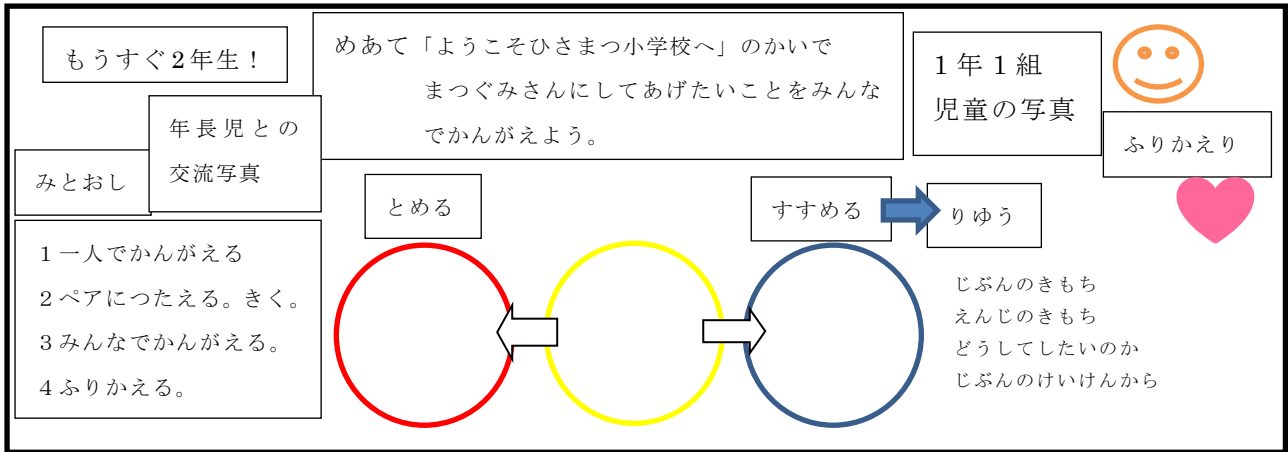 もうすぐ２年生！
年長児との
交流写真
みとおし
１一人でかんがえる
２ペアにつたえる。きく。
３みんなでかんがえる。
４ふりかえる。
めあて「ようこそひさまつ小学校へ」のかいで
まつぐみさんにしてあげたいことをみんな
でかんがえよう。
とめる
すすめる
りゆう
じぶんのきもち
えんじのきもち
どうしてしたいのか
じぶんのけいけんから
１年１組
児童の写真
ふりかえり